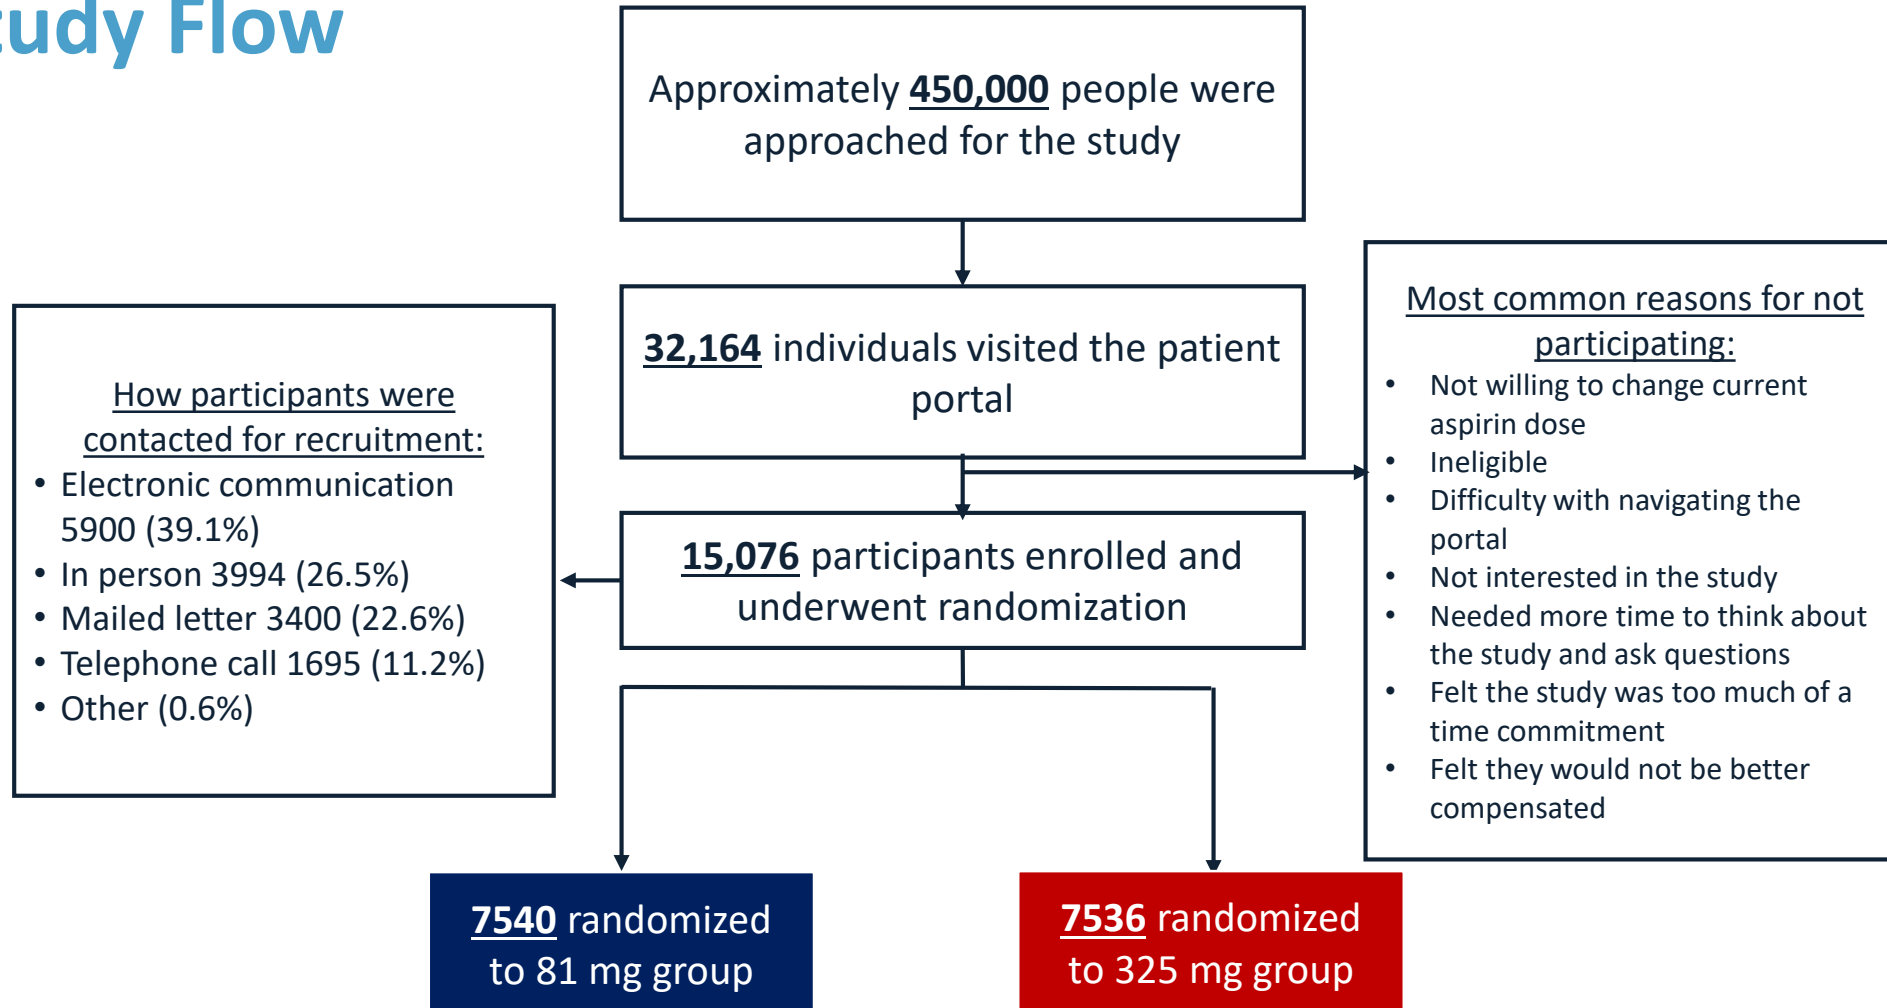 tudy Flow
Approximately 450,000 people were
approached for the study
32,164 individuals visited the patient
portal
How participants were
contacted for recruitment:
• Electronic communication
5900 (39.1%)
• In person 3994 (26.5%)
• Mailed letter 3400 (22.6%)
• Telephone call 1695 (11.2%)
• Other (0.6%)
Most common reasons for not
participating:
• Not willing to change current
aspirin dose
• Ineligible
• Difficulty with navigating the
portal
• Not interested in the study
• Needed more time to think about
the study and ask questions
• Felt the study was too much of a
time commitment
• Felt they would not be better
compensated
15,076 participants enrolled and
underwent randomization
7540 randomized
to 81 mg group
7536 randomized
to 325 mg group